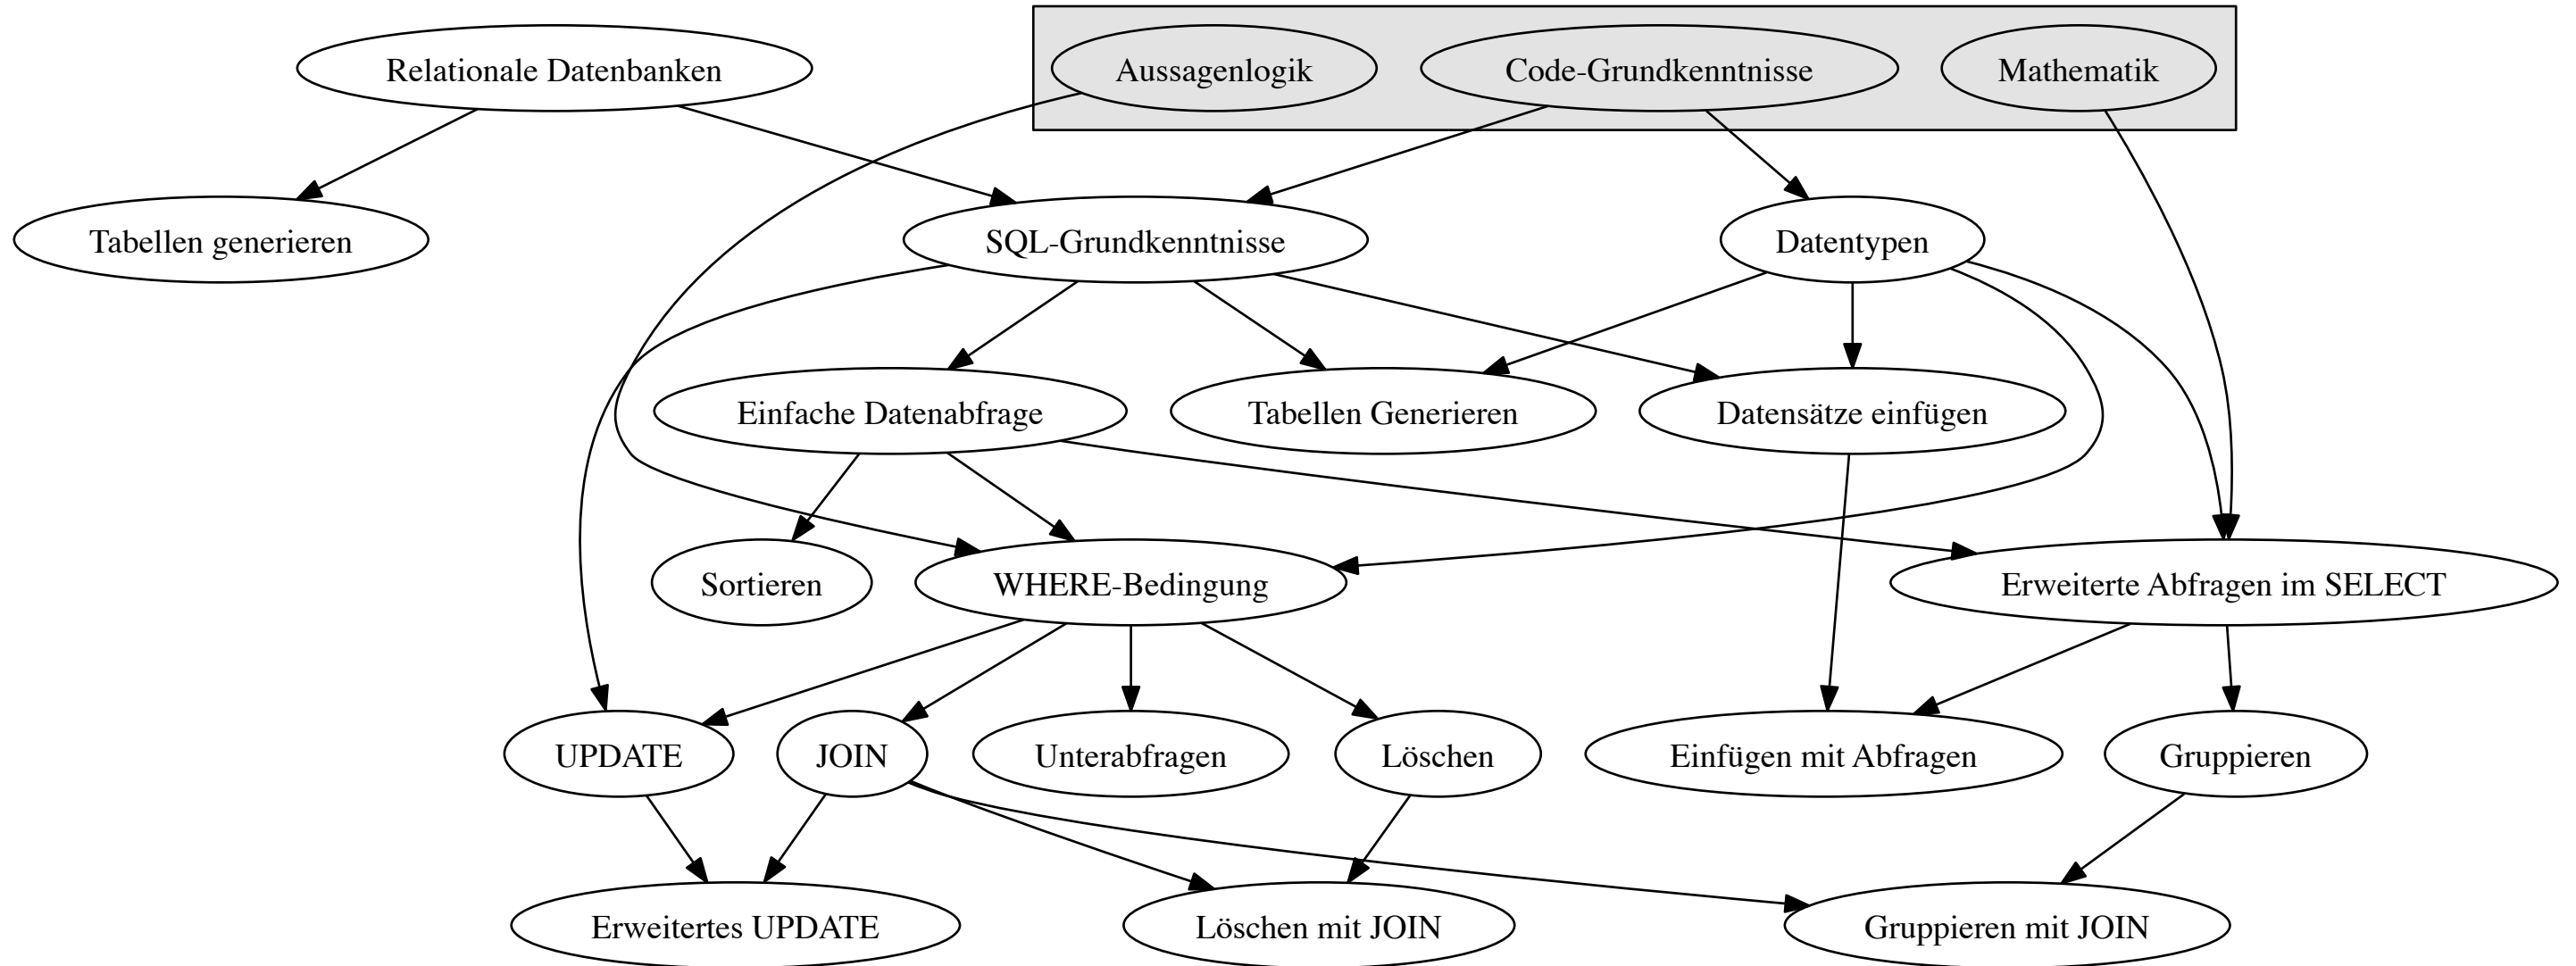 Relationale Datenbanken
Aussagenlogik
Code-Grundkenntnisse
Mathematik
Tabellen generieren
SQL-Grundkenntnisse
Datentypen
Einfache Datenabfrage
Tabellen Generieren
Datensätze einfügen
Sortieren
WHERE-Bedingung
Erweiterte Abfragen im SELECT
UPDATE
JOIN
Unterabfragen
Löschen
Einfügen mit Abfragen
Gruppieren
Erweitertes UPDATE
Löschen mit JOIN
Gruppieren mit JOIN